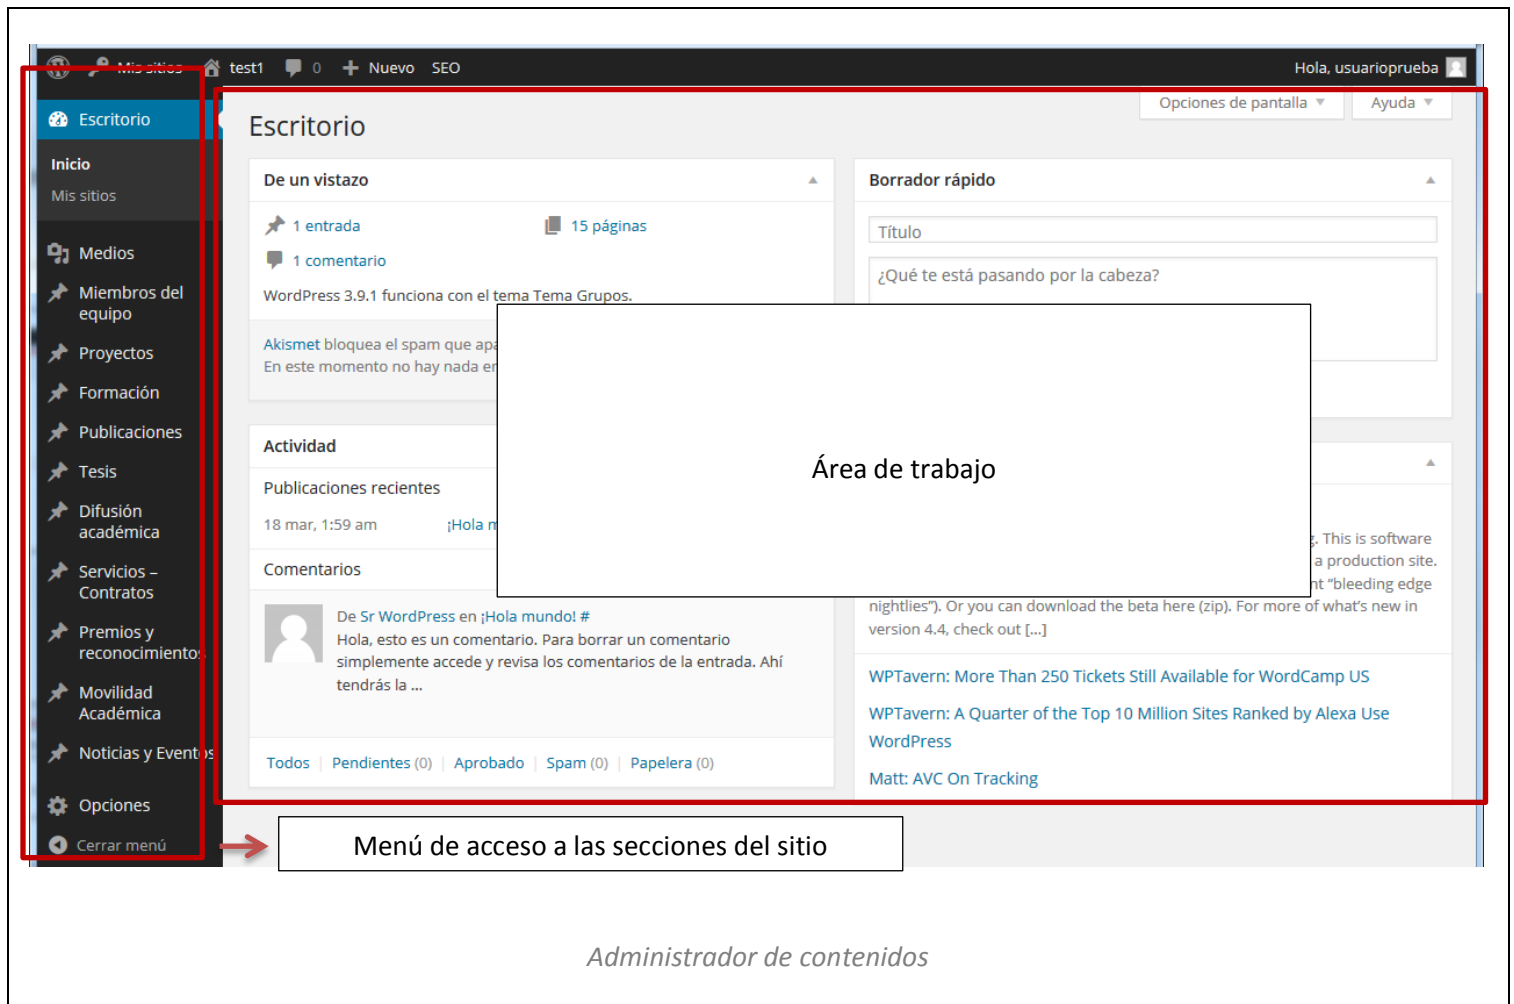 Mis sitios test1 0 Nuevo SEO Hola, usuarioprueba
Opciones de pantalla Ayuda
Escritorio
Inicio
Mis sitios
Medios
Miembros del
equipo
Proyectos
Formación
Publicaciones
Tesis
Difusión
académica
Servicios –
Contratos
Premios y
reconocimientos
Movilidad
Académica
Noticias y Eventos
Opciones
Cerrar menú
Escritorio
De un vistazo
1 entrada 15 páginas
1 comentario
WordPress 3.9.1 funciona con el tema Tema Grupos.
Akismet bloquea el spam que
En este momento no hay nada
Actividad
Publicaciones recientes
18 mar, 1:59 am ¡Hola
Comentarios
De Sr WordPress en ¡Hola mundo! #
Hola, esto es un comentario. Para borrar un comentario
simplemente accede y revisa los comentarios de la entrada. Ahí
tendrás la ...
Todos | Pendientes (0) | Aprobado | Spam (0) | Papelera (0)
Borrador rápido
Título
¿Qué te está pasando por la cabeza?
Área de trabajo
. This is software
a production site.
“bleeding edge
nightlies”). Or you can download the beta here (zip). For more of what’s new in
version 4.4, check out [...]
WPTavern: More Than 250 Tickets Still Available for WordCamp US
WPTavern: A Quarter of the Top 10 Million Sites Ranked by Alexa Use
WordPress
Matt: AVC On Tracking
Menú de acceso a las secciones del sitio
Administrador de contenidos